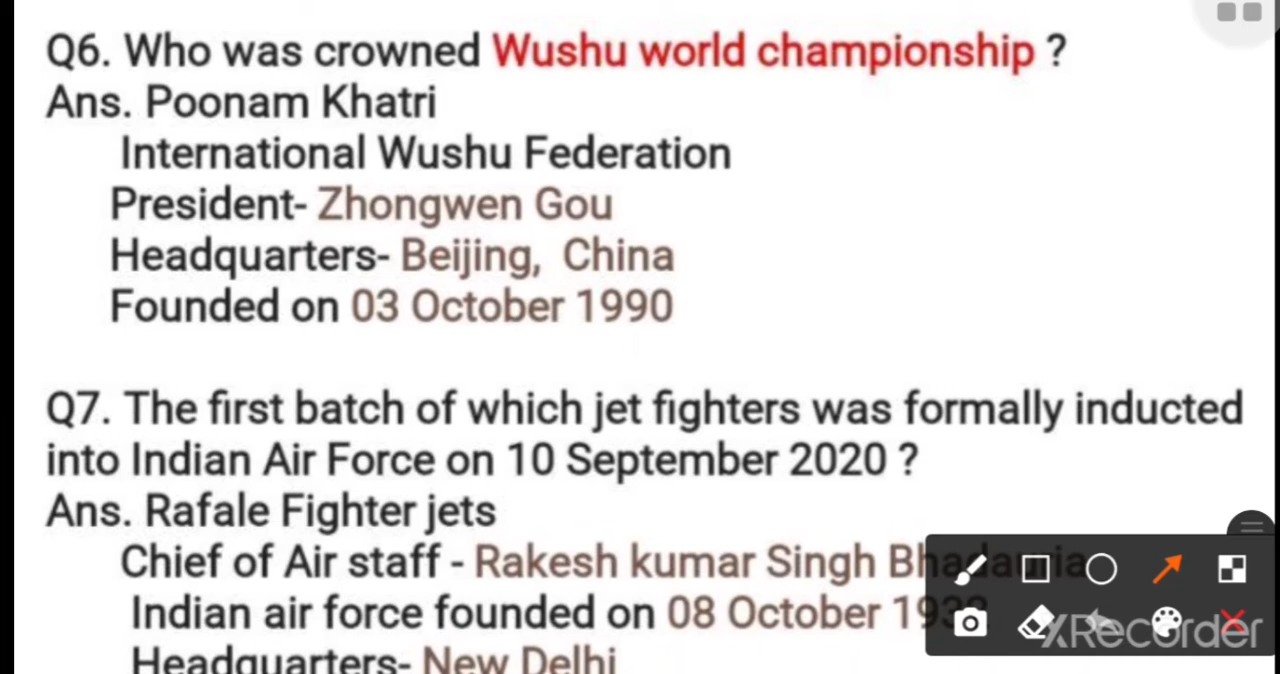 Q6. Who was crowned Wushu world championship ?
Ans. Poonam Khatri
International Wushu Federation
President- Zhongwen Gou
Headquarters- Beijing, China
Founded on 03 October 1990
Q7. The first batch of which jet fighters was formally inducted
into Indian Air Force on 10 September 2020 ?
Ans. Rafale Fighter jets
Chief of Air staff - Rakesh kumar Singh Bhadauria
Indian air force founded on 08 October 1932
Headquarters- New Delhi
XRecorder